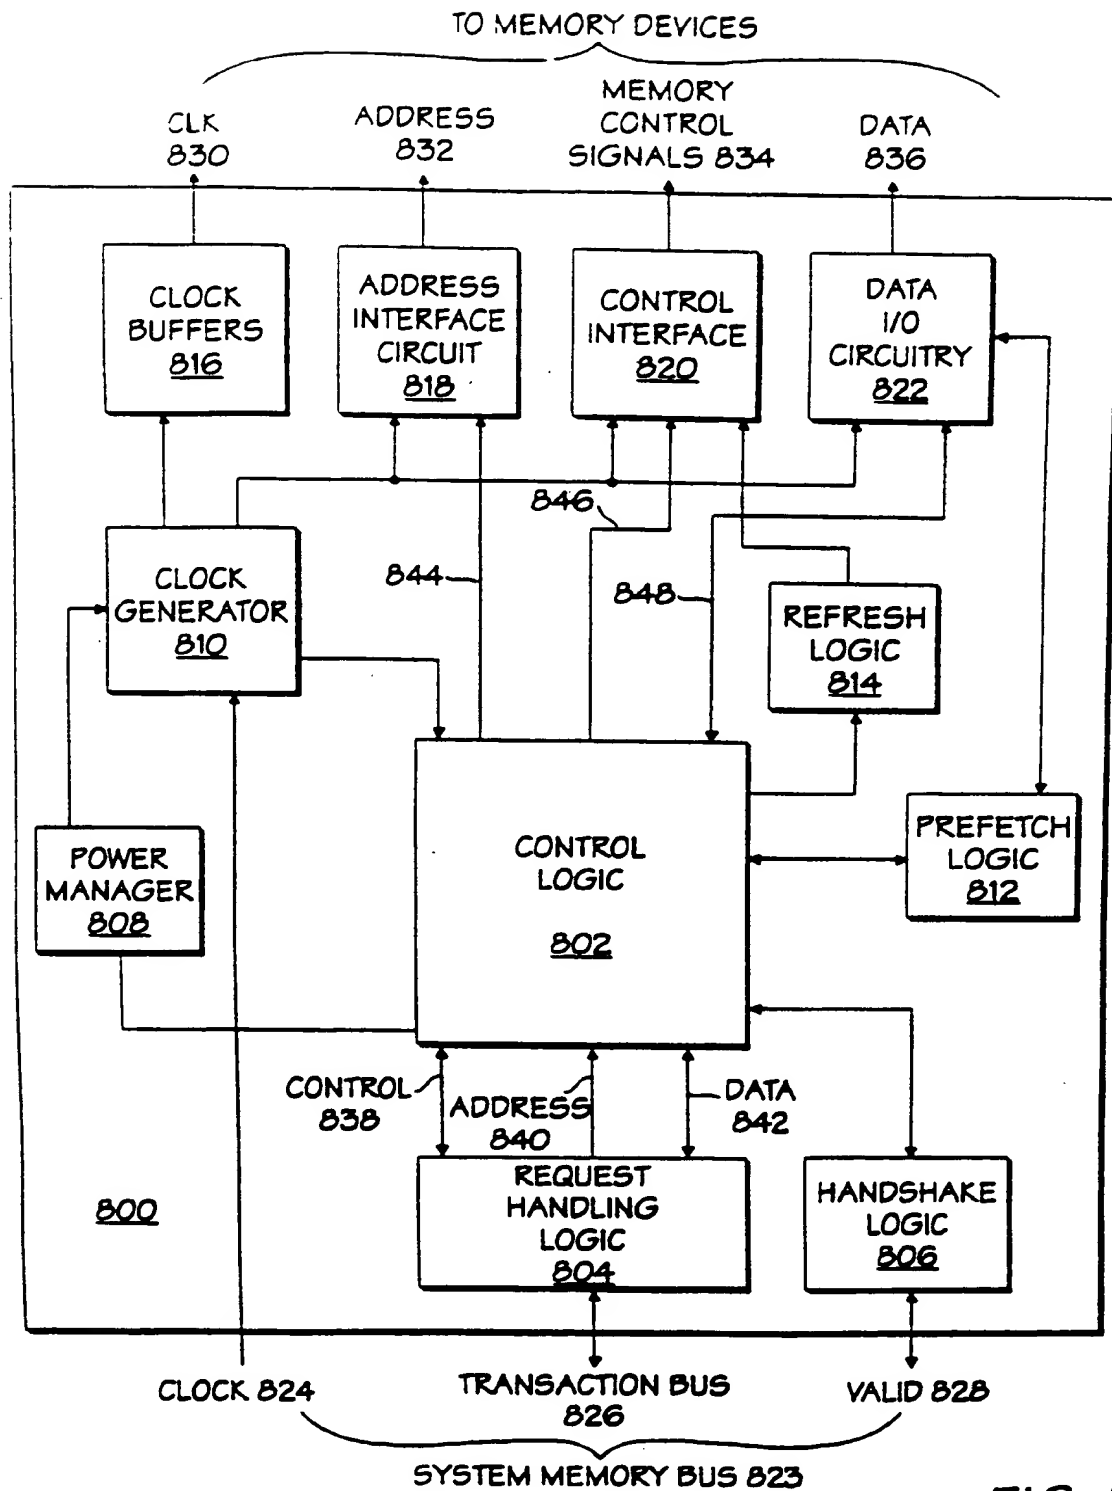 TO MEMORY DEVICES
CLK
830
ADDRESS
832
MEMORY
CONTROL
SIGNALS 834
DATA
836
CLOCK
BUFFERS
816
ADDRESS
INTERFACE
CIRCUIT
818
CONTROL
INTERFACE
820
DATA
I/O
CIRCUITRY
822
846
844
848
CLOCK
GENERATOR
810
REFRESH
LOGIC
814
POWER
MANAGER
808
CONTROL
LOGIC
802
PREFETCH
LOGIC
812
CONTROL
838
ADDRESS
840
DATA
842
800
REQUEST
HANDLING
LOGIC
804
HANDSHAKE
LOGIC
806
CLOCK 824
TRANSACTION BUS
826
VALID 828
SYSTEM MEMORY BUS 823